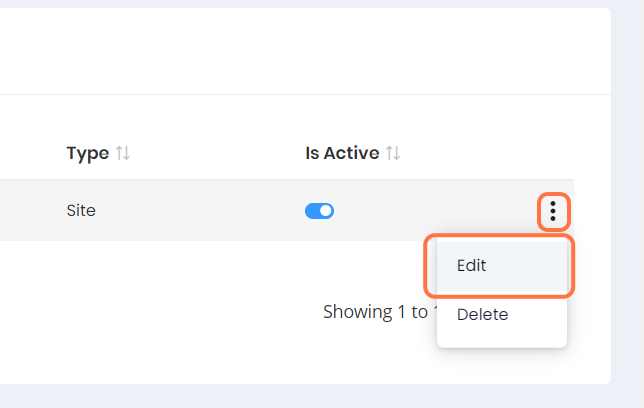 Type Is Active
Site
Edit
Showing 1 to
Delete